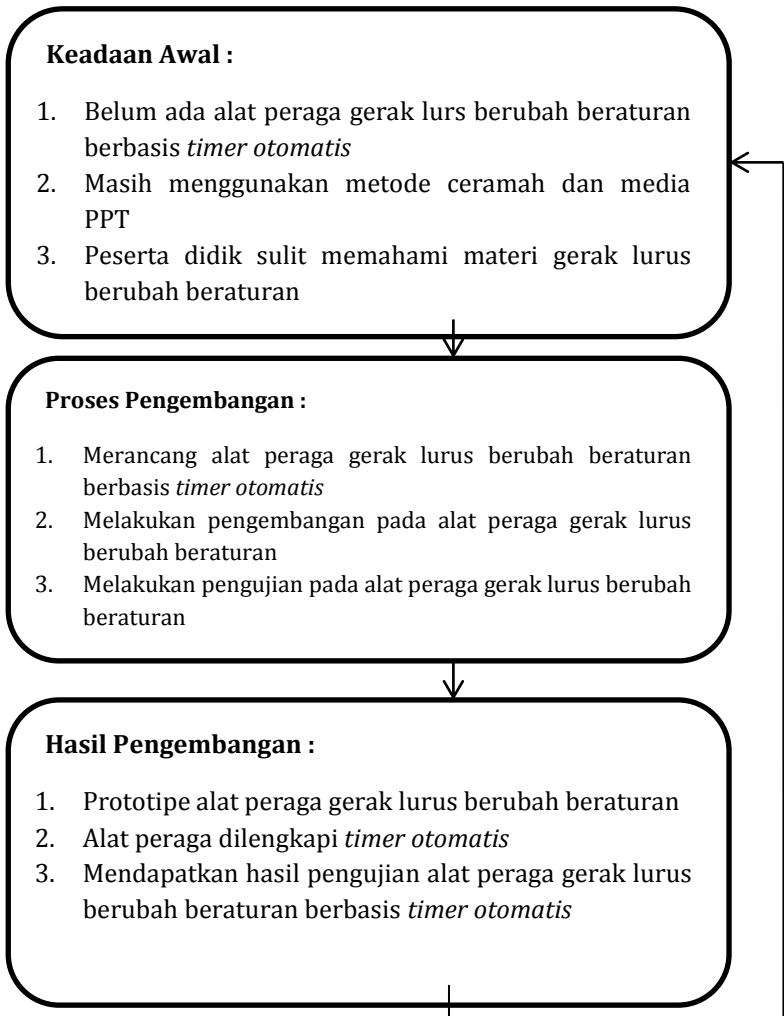 Keadaan Awal :
1. Belum ada alat peraga gerak lurs berubah beraturan
berbasis timer otomatis
2. Masih menggunakan metode ceramah dan media
PPT
3. Peserta didik sulit memahami materi gerak lurus
berubah beraturan
Proses Pengembangan :
1. Merancang alat peraga gerak lurus berubah beraturan
berbasis timer otomatis
2. Melakukan pengembangan pada alat peraga gerak lurus
berubah beraturan
3. Melakukan pengujian pada alat peraga gerak lurus berubah
beraturan
Hasil Pengembangan :
1. Prototipe alat peraga gerak lurus berubah beraturan
2. Alat peraga dilengkapi timer otomatis
3. Mendapatkan hasil pengujian alat peraga gerak lurus
berubah beraturan berbasis timer otomatis